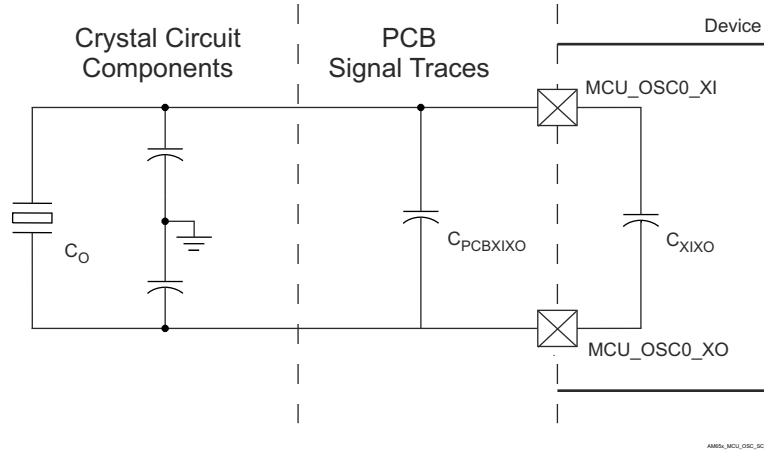 Crystal Circuit
Components
PCB
Signal Traces
Device
MCU_OSC0_XI
C_O
C_PCBXIXO
C_XIXO
MCU_OSC0_XO
AM65x_MCU_OSC_SC